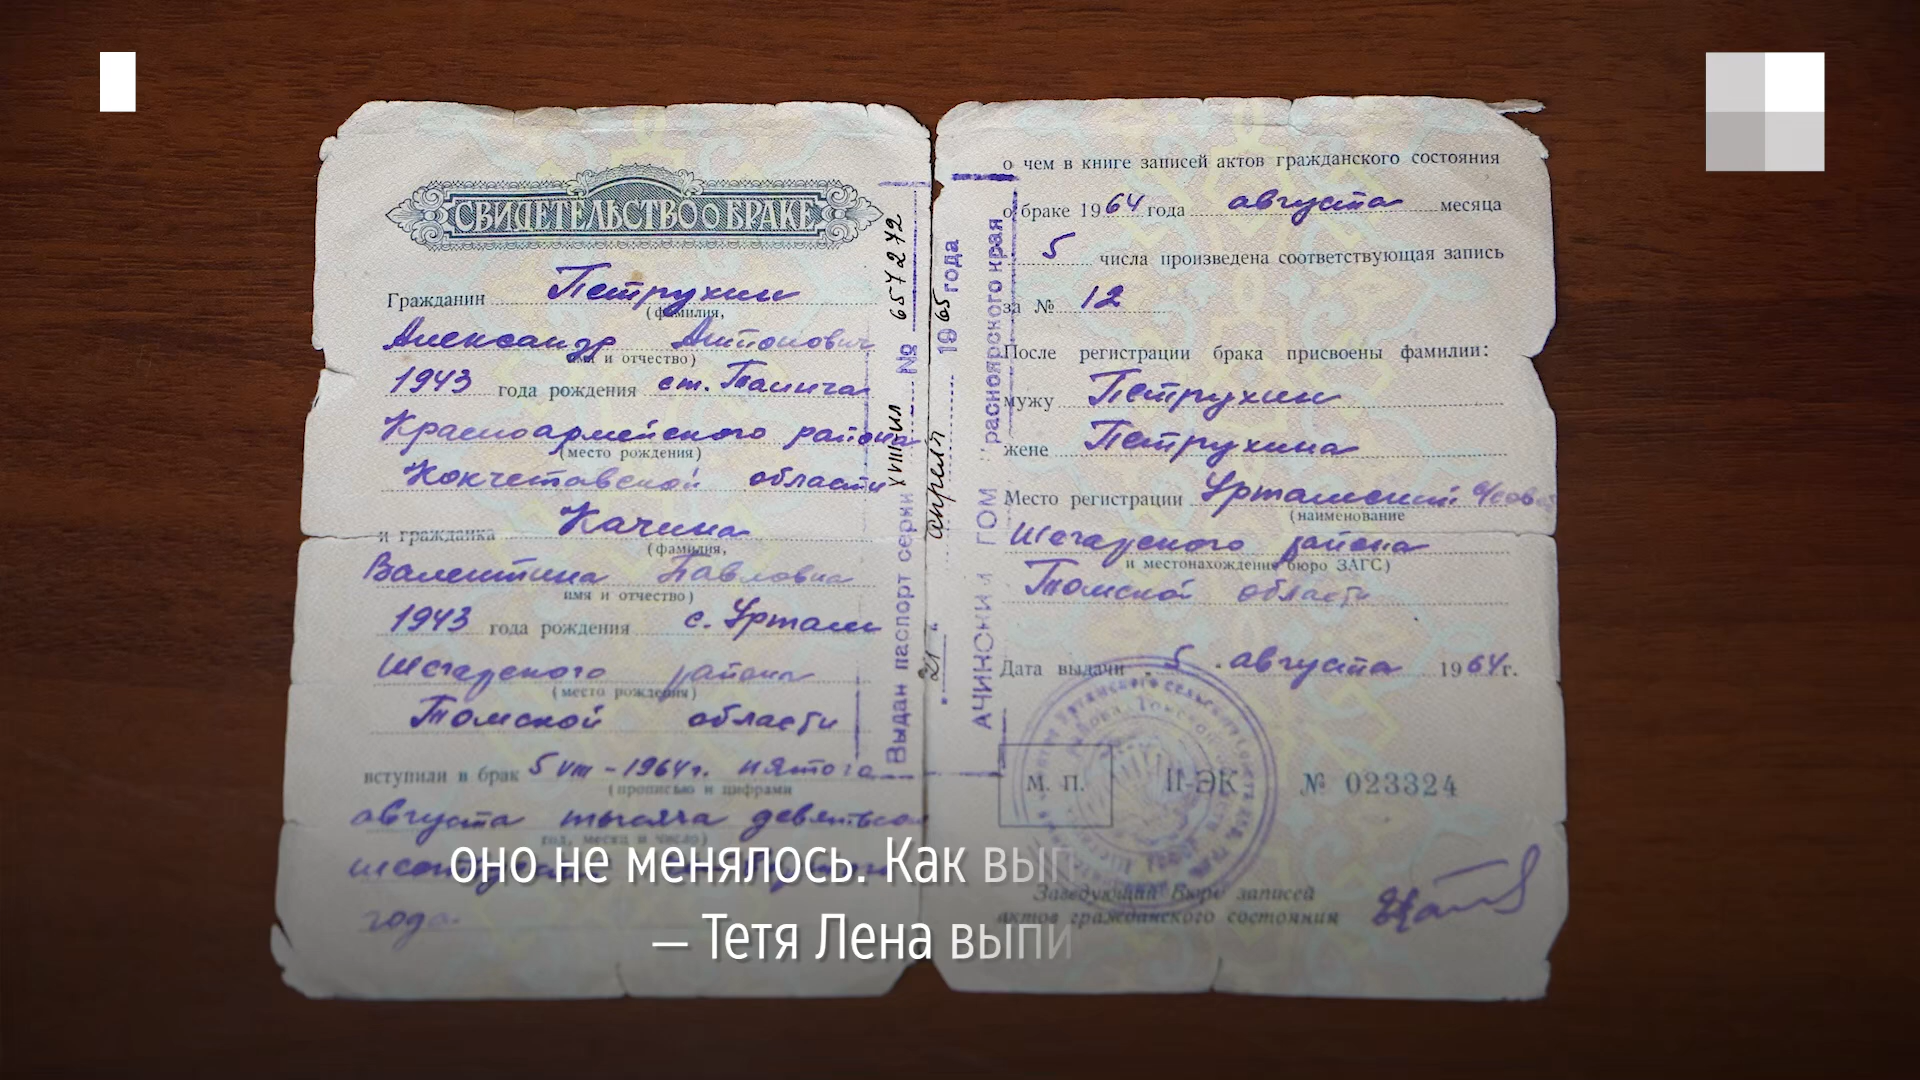 СВИДЕТЕЛЬСТВО о БРАКЕ
Гражданин Петрухин
(фамилия,
Александр Антонович
имя и отчество)
1943 года рождения ст. Таинча
Красноармейского района
(место рождения)
Кокчетавской области
и гражданка Качина
(фамилия,
Валентина Павловна
имя и отчество)
1943 года рождения с. Уртам
Шегарского района
(место рождения)
Томской области
вступили в брак 5 VIII - 1964 г. пятого
(прописью и цифрами
августа тысяча девятьсот
год, месяц и число)
года.
Выдан паспорт серии XVIII ИЛ № 657272
"21" апреля 1965 года
АЧИНСКИ ГОМ расноярского края
о чем в книге записей актов гражданского состояния
о браке 1964 года августа месяца
5 числа произведена соответствующая запись
за № 12
После регистрации брака присвоены фамилии:
мужу Петрухин
жене Петрухина
Место регистрации Уртамский с/сов
(наименование
Шегарского района
и местонахождение бюро ЗАГС)
Томской области
Дата выдачи 5 августа 1964 г.
М. П. II-ЭК № 023324
Заведующий Бюро записей
актов гражданского состояния
оно не менялось. Как вып
— Тетя Лена выпи